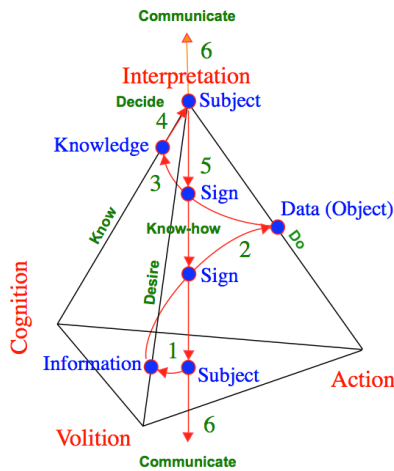 Communicate
6
Interpretation
Decide
Subject
4
Knowledge
5
3
Sign
Data (Object)
Know
Know-how
Do
2
Desire
Sign
Cognition
1
Information
Subject
Action
Volition
6
Communicate